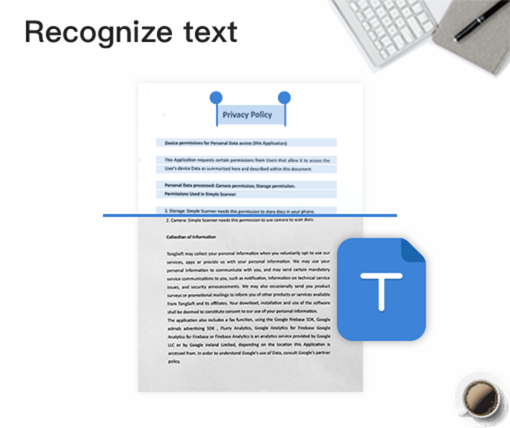 Recognize text
Privacy Policy
Device permissions for Personal Data access (this Application)
This Application requests certain permissions from Users that allow it to access the
User's device Data as summarized here and described within this document.
Personal Data processed: Camera permission; Storage permission.
Permissions Used in Simple Scanner
1. Storage: Simple Scanner needs this permission to store docs in your phone.
2. Camera: Simple Scanner needs this permission to use camera to scan docs.
Collection of Information
TongSoft may collect your personal information when you voluntarily opt to use our
services, apps or provide us with your personal information. We may use your
personal information to communicate with you, and may send certain mandatory
service communications to you, such as notification, information on technical service
issues, and security announcements. We may also occasionally send you product
surveys or promotional mailings to inform you of other products or services available
from TongSoft and its affiliates. Your download, installation and use of the software
shall be deemed to constitute consent to our use of your personal information.
The application also includes a fax function, using the Google Firebase SDK, Google
admob advertising SDK , Flurry Analytics, Google Analytics for Firebase Google
Analytics for Firebase or Firebase Analytics is an analytics service provided by Google
LLC or by Google Ireland Limited, depending on the location this Application is
accessed from. In order to understand Google's use of Data, consult Google's partner
policy.
T